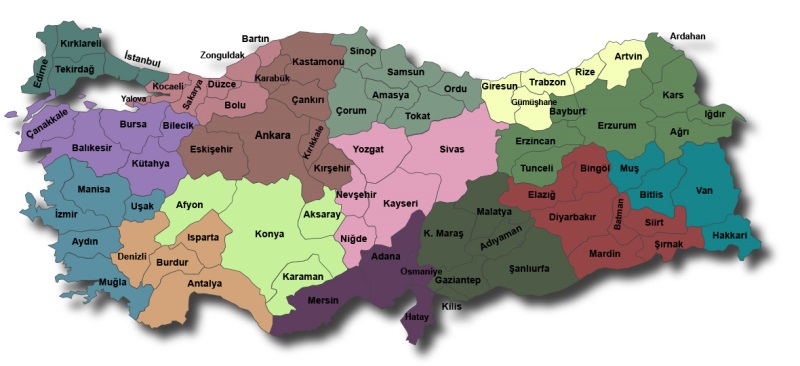 Kırklareli
Edirne
Tekirdağ
İstanbul
Kocaeli
Yalova
Sakarya
Düzce
Bolu
Zonguldak
Bartın
Karabük
Kastamonu
Çankırı
Ankara
Kırıkkale
Kırşehir
Eskişehir
Sinop
Samsun
Amasya
Ordu
Çorum
Tokat
Giresun
Trabzon
Gümüşhane
Rize
Artvin
Ardahan
Kars
Iğdır
Ağrı
Erzurum
Bayburt
Erzincan
Tunceli
Çanakkale
Bursa
Bilecik
Balıkesir
Kütahya
Manisa
İzmir
Uşak
Aydın
Muğla
Denizli
Isparta
Burdur
Antalya
Afyon
Konya
Aksaray
Karaman
Yozgat
Sivas
Nevşehir
Kayseri
Niğde
Adana
Mersin
Osmaniye
Hatay
K. Maraş
Malatya
Adıyaman
Gaziantep
Şanlıurfa
Kilis
Elazığ
Bingöl
Diyarbakır
Batman
Siirt
Mardin
Şırnak
Muş
Bitlis
Van
Hakkari